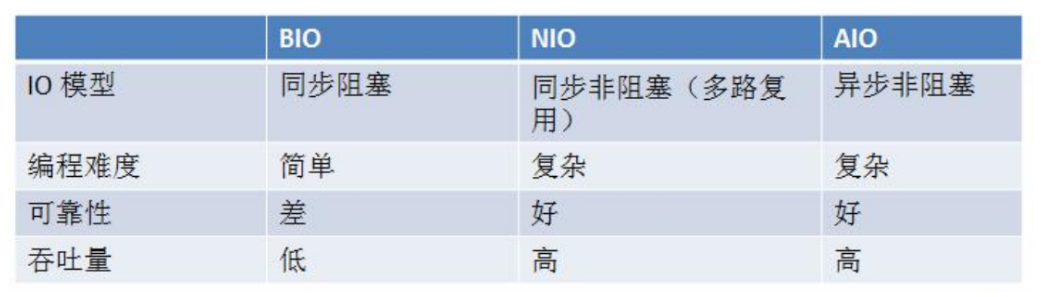 BIO NIO AIO
IO 模型 同步阻塞 同步非阻塞（多路复用） 异步非阻塞
编程难度 简单 复杂 复杂
可靠性 差 好 好
吞吐量 低 高 高